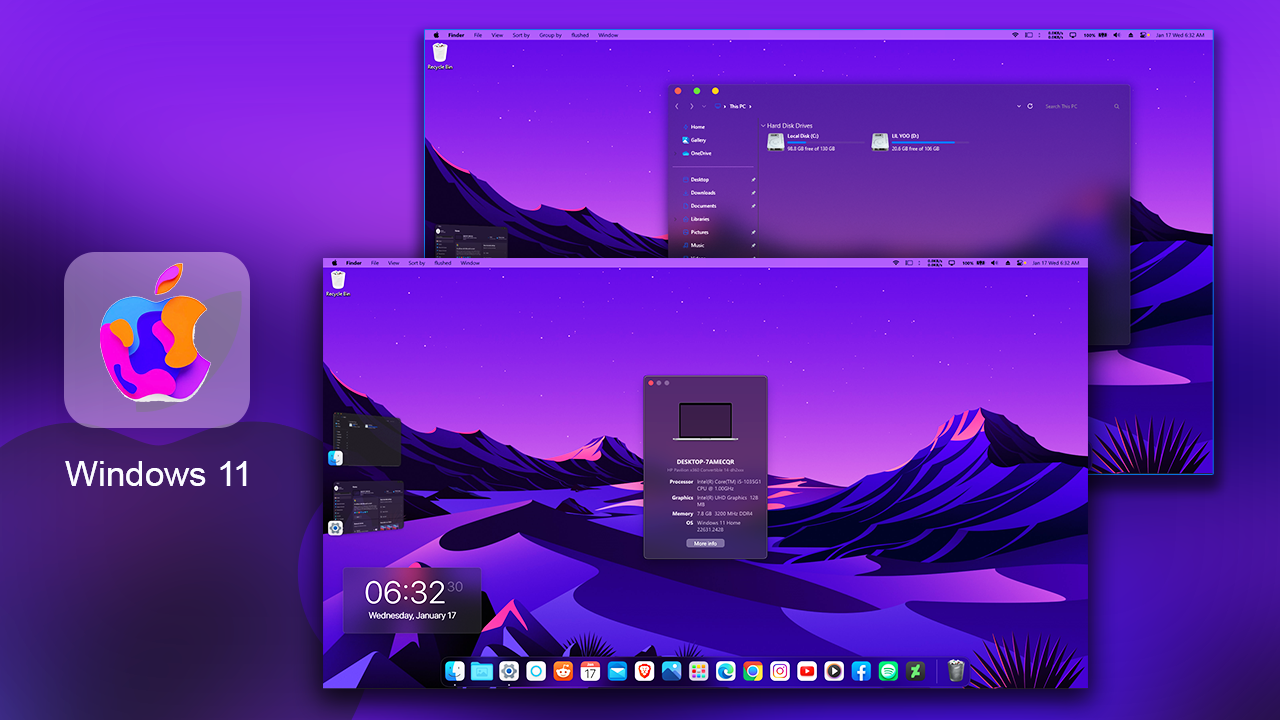 Finder File View Sort by Group by Rushed Window
100% Jan 17 Wed 6:32 AM
Recycle Bin
This PC
Search This PC
Home
Gallery
OneDrive
Desktop
Downloads
Documents
Libraries
Pictures
Music
Hard Disk Drives
Local Disk (C:)
98.8 GB free of 130 GB
LIL YOO (D:)
20.6 GB free of 106 GB
Windows 11
Finder File View Sort by Rushed Window
100% Jan 17 Wed 6:32 AM
Recycle Bin
DESKTOP-7AMECQR
HP Pavilion x360 Convertible 14-dh2xxx
Processor Intel(R) Core(TM) i5-1035G1
CPU @ 1.00GHz
Graphics Intel(R) UHD Graphics 128
MB
Memory 7.8 GB 3200 MHz DDR4
OS Windows 11 Home
22631.2428
More info
06:32 30
Wednesday, January 17
17